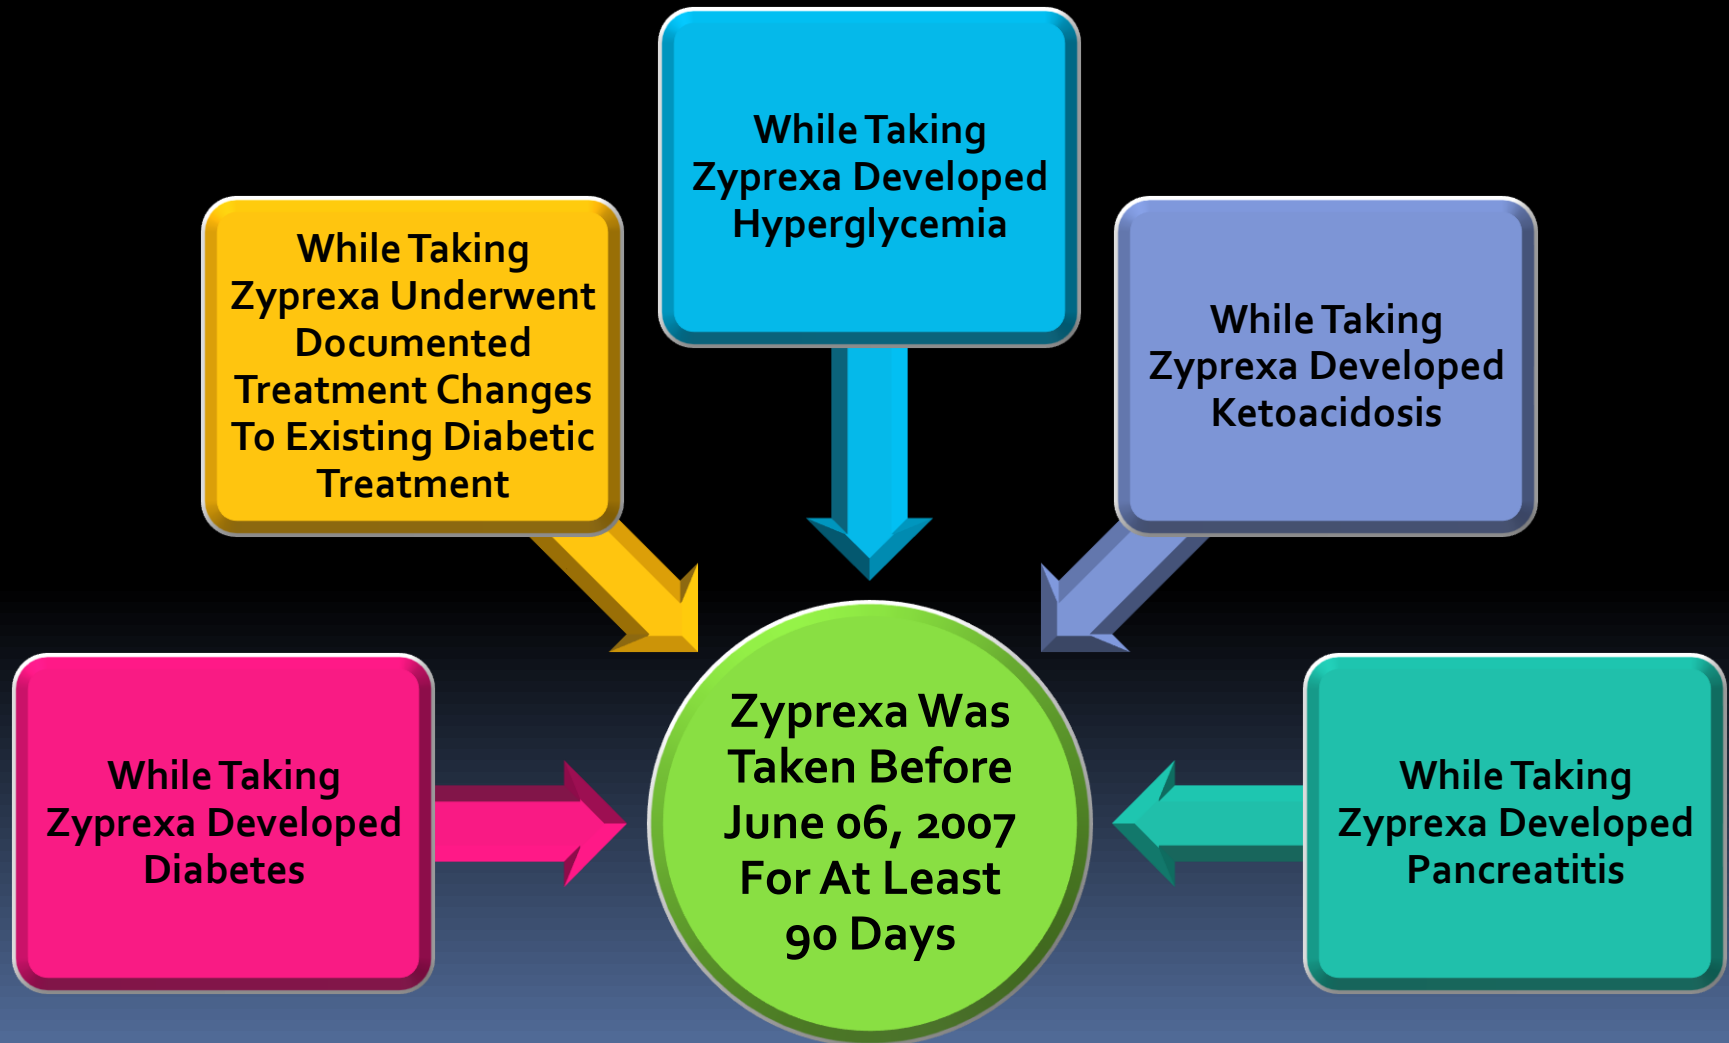 While Taking
Zyprexa Developed
Hyperglycemia
While Taking
Zyprexa Underwent
Documented
Treatment Changes
To Existing Diabetic
Treatment
While Taking
Zyprexa Developed
Ketoacidosis
While Taking
Zyprexa Developed
Diabetes
Zyprexa Was
Taken Before
June 06, 2007
For At Least
90 Days
While Taking
Zyprexa Developed
Pancreatitis